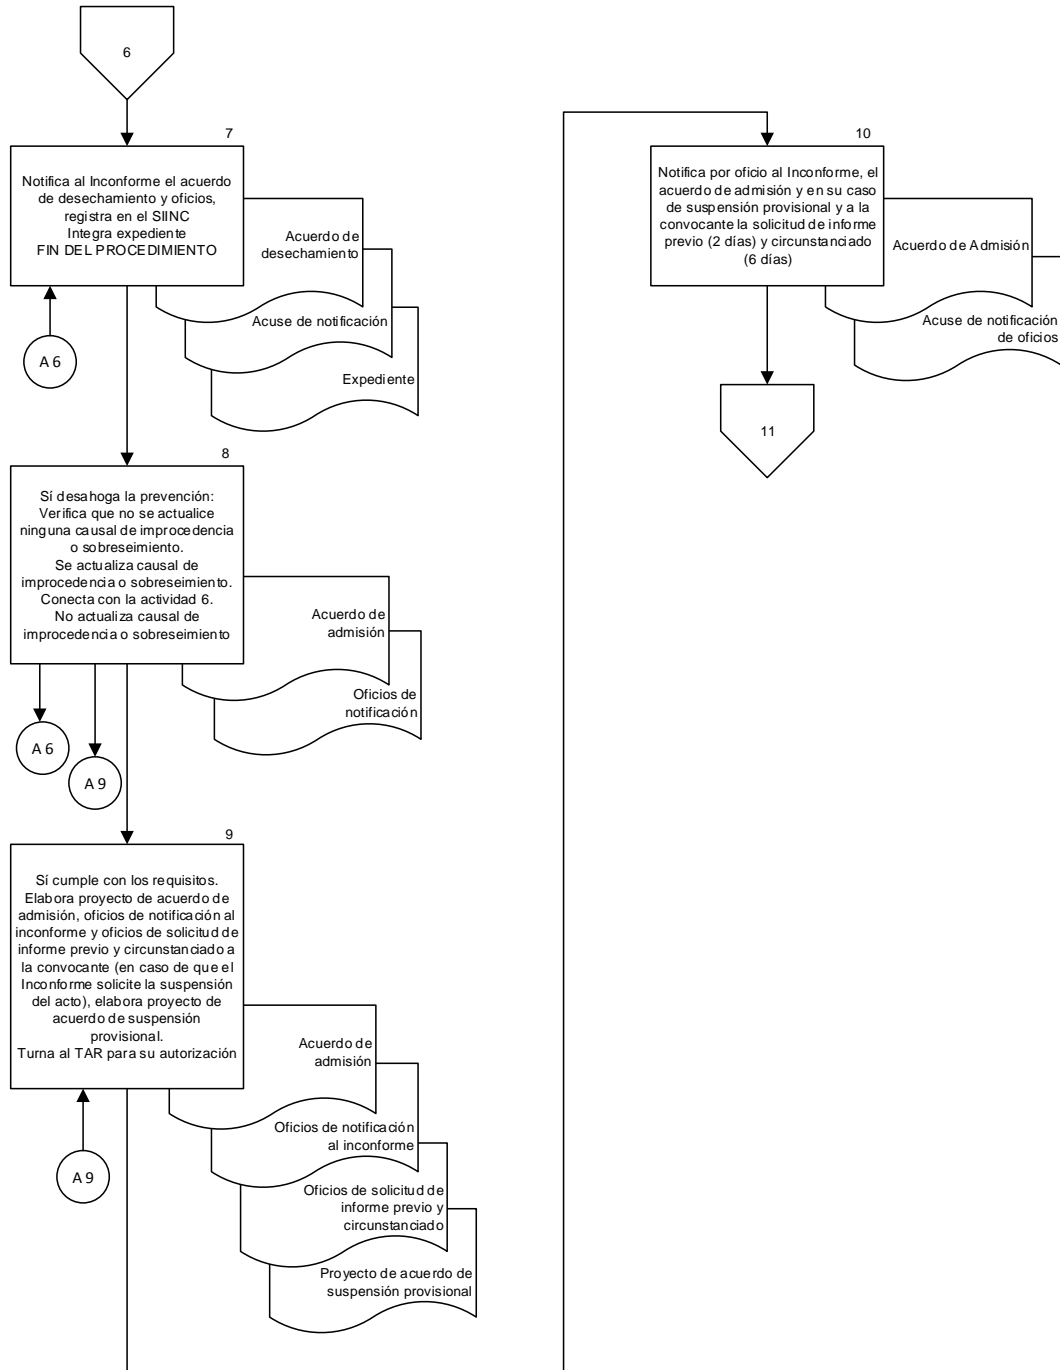 6
7
Notifica al Inconforme el acuerdo
de desechamiento y oficios,
registra en el SIINC
Integra expediente
FIN DEL PROCEDIMIENTO
Acuerdo de
desechamiento
Acuse de notificación
Expediente
A 6
8
Sí desahoga la prevención:
Verifica que no se actualice
ninguna causal de improcedencia
o sobreseimiento.
Se actualiza causal de
improcedencia o sobreseimiento.
Conecta con la actividad 6.
No actualiza causal de
improcedencia o sobreseimiento
Acuerdo de
admisión
Oficios de
notificación
A 6
A 9
9
Sí cumple con los requisitos.
Elabora proyecto de acuerdo de
admisión, oficios de notificación al
inconforme y oficios de solicitud de
informe previo y circunstanciado a
la convocante (en caso de que el
Inconforme solicite la suspensión
del acto), elabora proyecto de
acuerdo de suspensión
provisional.
Turna al TAR para su autorización
Acuerdo de
admisión
Oficios de notificación
al inconforme
Oficios de solicitud de
informe previo y
circunstanciado
Proyecto de acuerdo de
suspensión provisional
A 9
10
Notifica por oficio al Inconforme, el
acuerdo de admisión y en su caso
de suspensión provisional y a la
convocante la solicitud de informe
previo (2 días) y circunstanciado
(6 días)
Acuerdo de Admisión
Acuse de notificación
de oficios
11